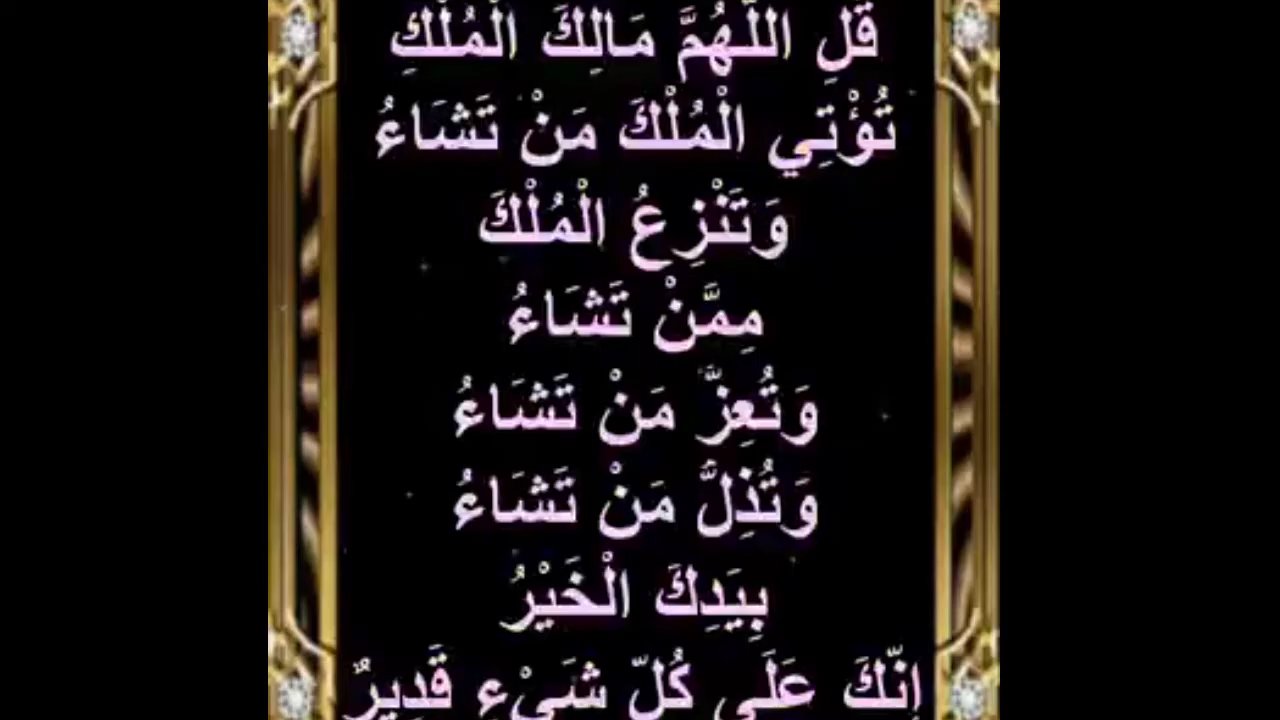 قُلِ اللَّهُمَّ مَالِكَ الْمُلْكِ
تُؤْتِي الْمُلْكَ مَنْ تَشَاءُ
وَتَنْزِعُ الْمُلْكَ
مِمَّنْ تَشَاءُ
وَتُعِزُّ مَنْ تَشَاءُ
وَتُذِلُّ مَنْ تَشَاءُ
بِيَدِكَ الْخَيْرُ
إِنَّكَ عَلَى كُلِّ شَيْءٍ قَدِيرٌ